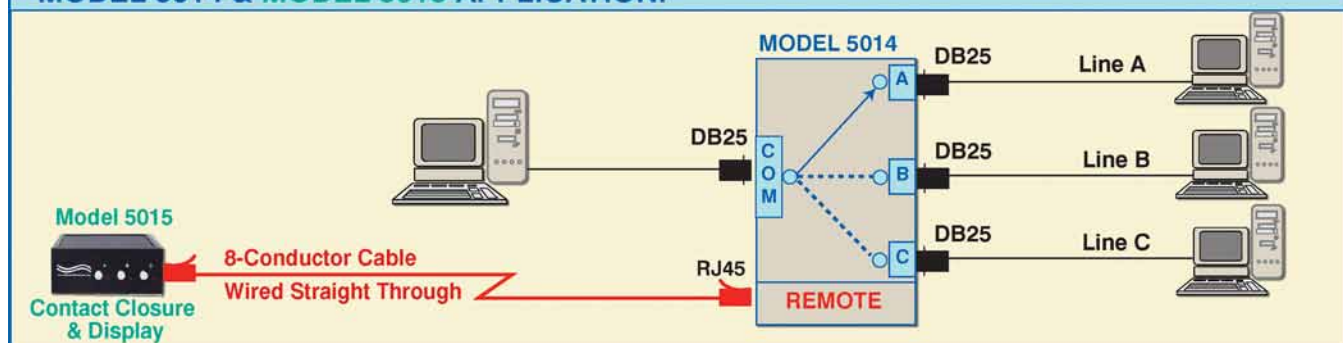 MODEL 5014
DB25
Line A
A
DB25
COM
DB25
Line B
B
Model 5015
8-Conductor Cable
Wired Straight Through
RJ45
DB25
Line C
C
REMOTE
Contact Closure
& Display